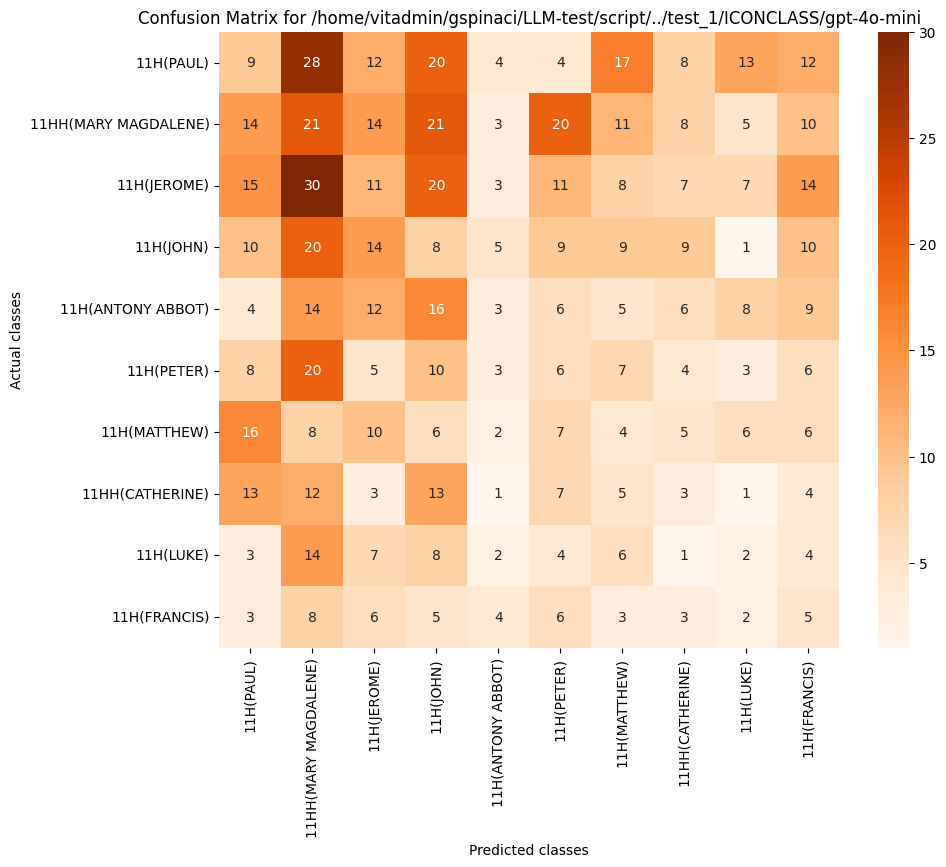 Confusion Matrix for /home/vitadmin/gspinaci/LLM-test/script/../test_1/ICONCLASS/gpt-4o-mini
Actual classes
11H(PAUL) 9 28 12 20 4 4 17 8 13 12
11HH(MARY MAGDALENE) 14 21 14 21 3 20 11 8 5 10
11H(JEROME) 15 30 11 20 3 11 8 7 7 14
11H(JOHN) 10 20 14 8 5 9 9 9 1 10
11H(ANTONY ABBOT) 4 14 12 16 3 6 5 6 8 9
11H(PETER) 8 20 5 10 3 6 7 4 3 6
11H(MATTHEW) 16 8 10 6 2 7 4 5 6 6
11HH(CATHERINE) 13 12 3 13 1 7 5 3 1 4
11H(LUKE) 3 14 7 8 2 4 6 1 2 4
11H(FRANCIS) 3 8 6 5 4 6 3 3 2 5
11H(PAUL)
11HH(MARY MAGDALENE)
11H(JEROME)
11H(JOHN)
11H(ANTONY ABBOT)
11H(PETER)
11H(MATTHEW)
11HH(CATHERINE)
11H(LUKE)
11H(FRANCIS)
Predicted classes
30
25
20
15
10
5